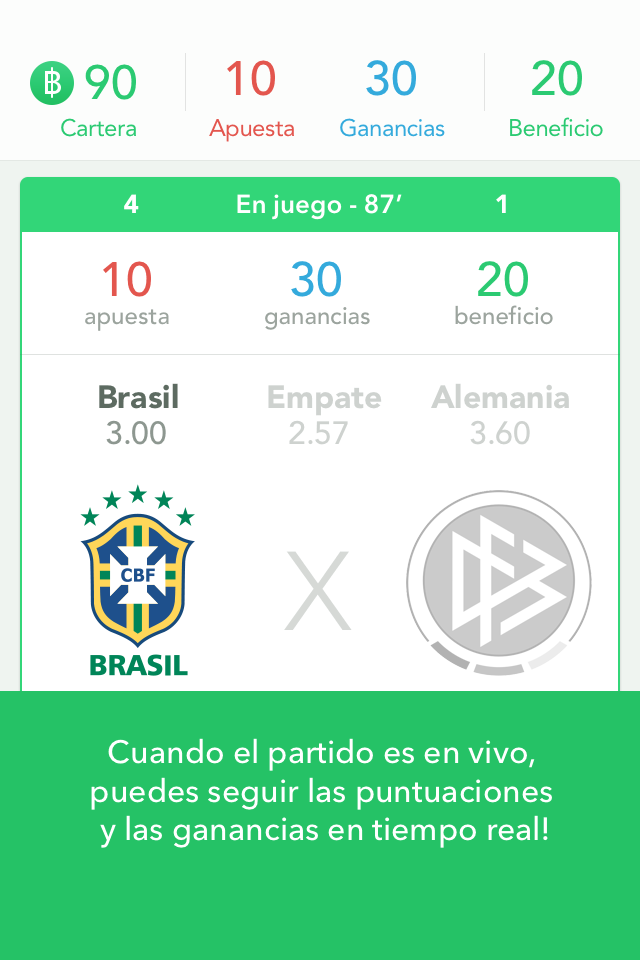 90 10 30 20
Cartera Apuesta Ganancias Beneficio
4 En juego - 87’ 1
10 30 20
apuesta ganancias beneficio
Brasil Empate Alemania
3.00 2.57 3.60
CBF
X
BRASIL
Cuando el partido es en vivo,
puedes seguir las puntuaciones
y las ganancias en tiempo real!